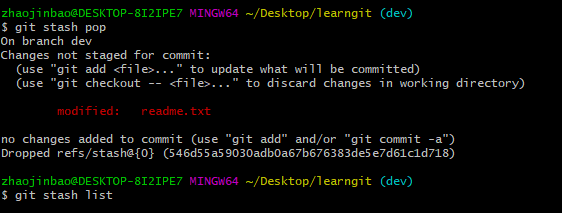 zhaojinbao@DESKTOP-8I2IPE7 MINGW64 ~/Desktop/learngit (dev)
$ git stash pop
On branch dev
Changes not staged for commit:
  (use "git add <file>..." to update what will be committed)
  (use "git checkout -- <file>..." to discard changes in working directory)

        modified:   readme.txt

no changes added to commit (use "git add" and/or "git commit -a")
Dropped refs/stash@{0} (546d55a59030adb0a67b676383de5e7d61c1d718)

zhaojinbao@DESKTOP-8I2IPE7 MINGW64 ~/Desktop/learngit (dev)
$ git stash list